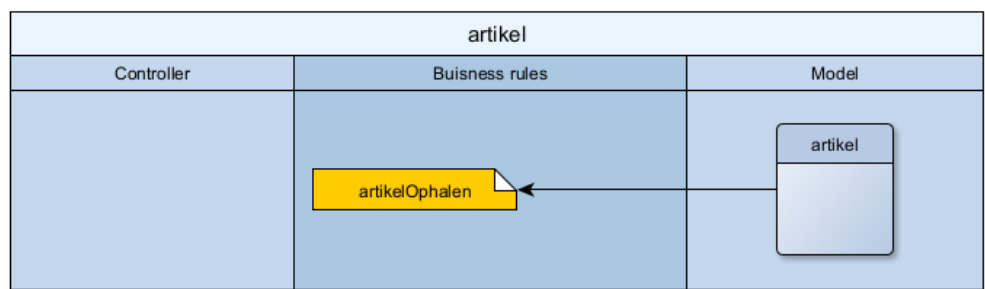 artikel
Controller
Buisness rules
Model
artikel
artikelOphalen